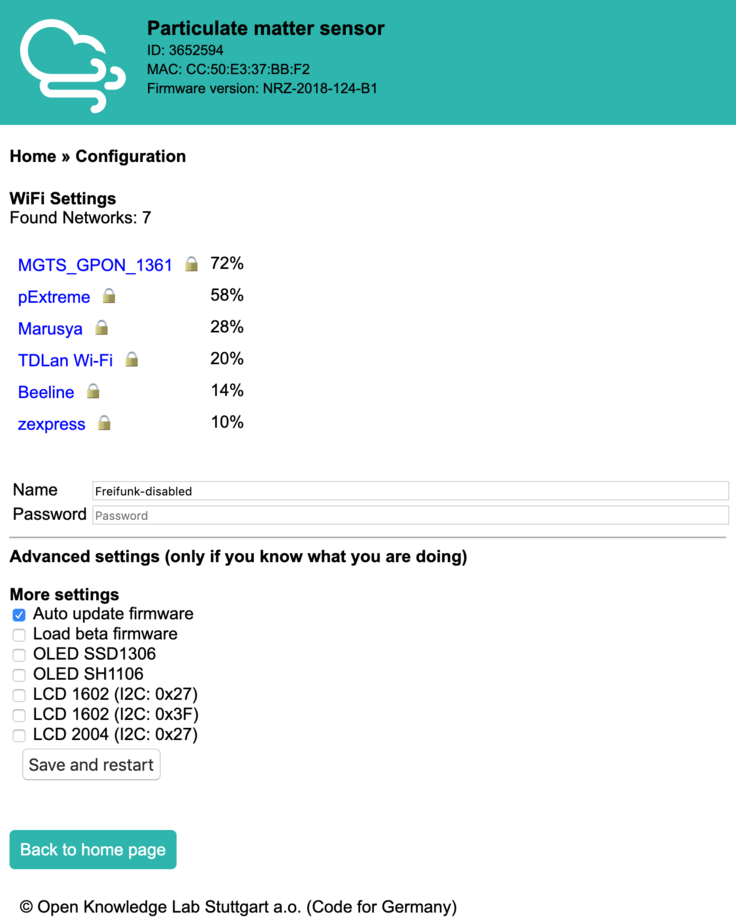 Particulate matter sensor
ID: 3652594
MAC: CC:50:E3:37:BB:F2
Firmware version: NRZ-2018-124-B1
Home » Configuration
WiFi Settings
Found Networks: 7
MGTS_GPON_1361 72%
pExtreme 58%
Marusya 28%
TDLan Wi-Fi 20%
Beeline 14%
zexpress 10%
Name Freifunk-disabled
Password Password
Advanced settings (only if you know what you are doing)
More settings
Auto update firmware
Load beta firmware
OLED SSD1306
OLED SH1106
LCD 1602 (I2C: 0x27)
LCD 1602 (I2C: 0x3F)
LCD 2004 (I2C: 0x27)
Save and restart
Back to home page
© Open Knowledge Lab Stuttgart a.o. (Code for Germany)